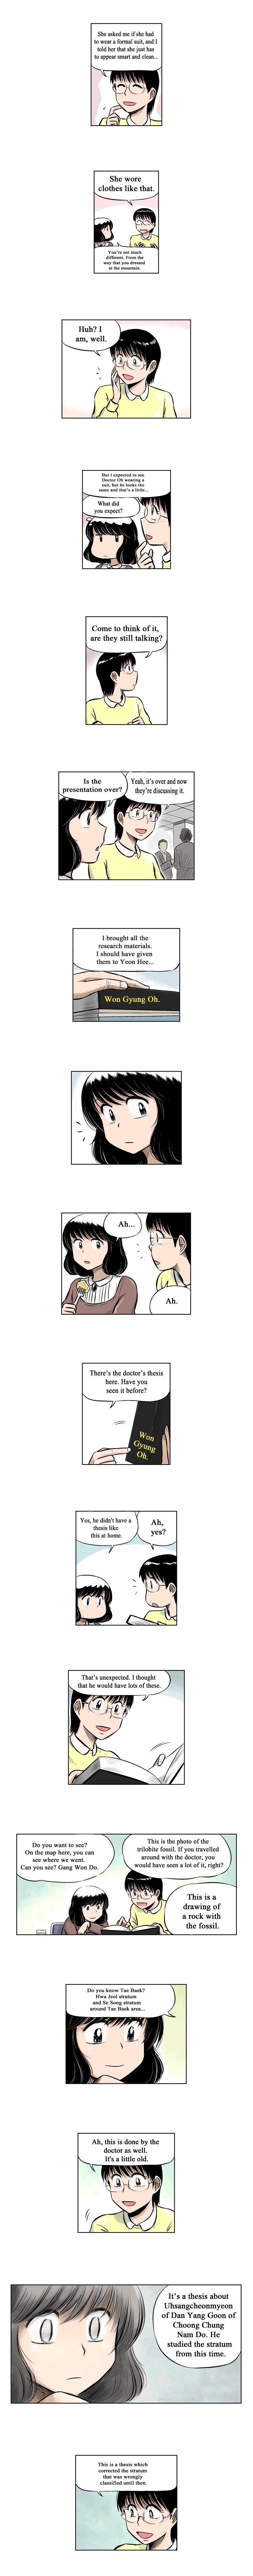 She asked me if she had
to wear a formal suit, and I
told her that she just has
to appear smart and clean...
She wore
clothes like that.
You're not much
different. From the
way that you dressed
at the mountain.
Huh? I
am, well.
But I expected to see
Doctor Oh wearing a
suit, but he looks the
same and that's a little...
What did
you expect?
Come to think of it,
are they still talking?
Is the
presentation over?
Yeah, it's over and now
they're discussing it.
I brought all the
research materials.
I should have given
them to Yeon Hee...
Won Gyung Oh.
Ah...
Ah.
There's the doctor's thesis
here. Have you
seen it before?
Won
Gyung
Oh.
Yes, he didn't have a
thesis like
this at home.
Ah,
yes?
That's unexpected. I thought
that he would have lots of these.
Do you want to see?
On the map here, you can
see where we went.
Can you see? Gang Won Do.
This is the photo of the
trilobite fossil. If you travelled
around with the doctor, you
would have seen a lot of it, right?
This is a
drawing of
a rock with
the fossil.
Do you know Tae Baek?
Hwa Jeol stratum
and Se Song stratum
around Tae Baek area...
Ah, this is done by the
doctor as well.
It's a little old.
It's a thesis about
Uhsangcheonmyeon
of Dan Yang Goon of
Choong Chung
Nam Do. He
studied the stratum
from this time.
This is a thesis which
corrected the stratum
that was wrongly
classified until then.